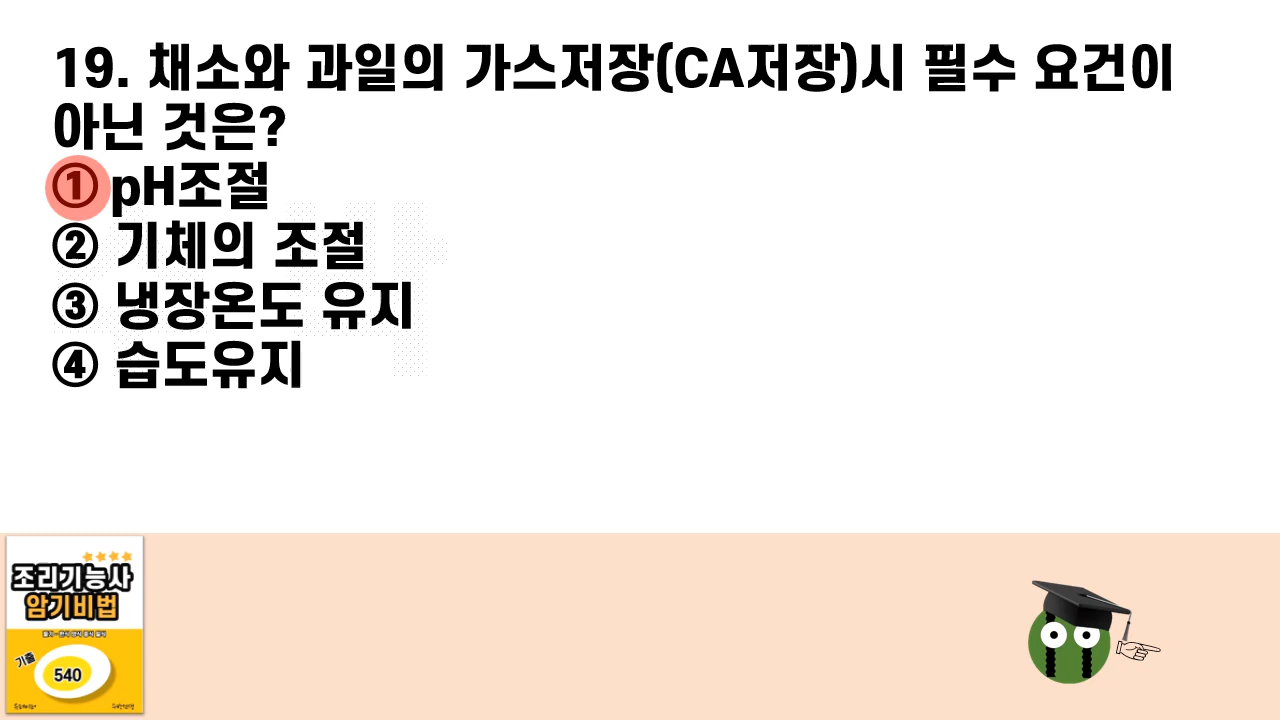 19. 채소와 과일의 가스저장(CA저장)시 필수 요건이
아닌 것은?
① pH조절
② 기체의 조절
③ 냉장온도 유지
④ 습도유지
조리기능사
암기비법
기출
540